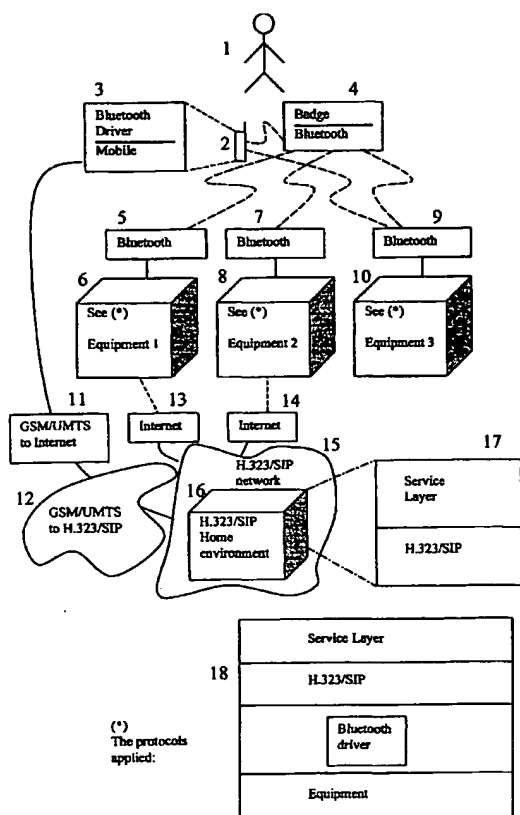 1
3
4
Bluetooth
Driver
Mobile
2
Badge
Bluetooth
5
7
9
Bluetooth
Bluetooth
Bluetooth
6
8
10
See (*)
Equipment 1
See (*)
Equipment 2
See (*)
Equipment 3
11
13
14
GSM/UMTS
to Internet
Internet
Internet
15
17
12
GSM/UMTS
to H.323/SIP
H.323/SIP
network
16
H.323/SIP
Home
environment
Service
Layer
H.323/SIP
18
Service Layer
H.323/SIP
(*)
The protocols
applied:
Bluetooth
driver
Equipment